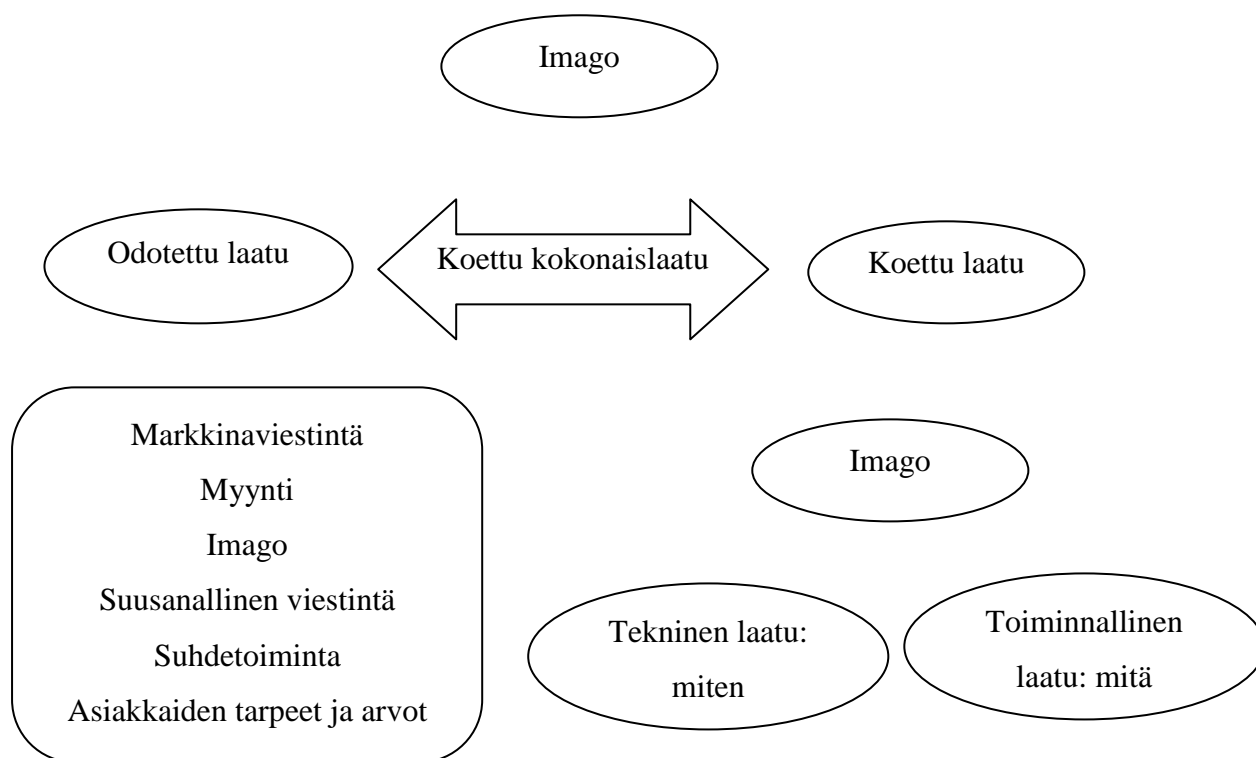 Imago
Odotettu laatu
Koettu kokonaislaatu
Koettu laatu
Markkinaviestintä
Myynti
Imago
Suusanallinen viestintä
Suhdetoiminta
Asiakkaiden tarpeet ja arvot
Imago
Tekninen laatu:
miten
Toiminnallinen
laatu: mitä